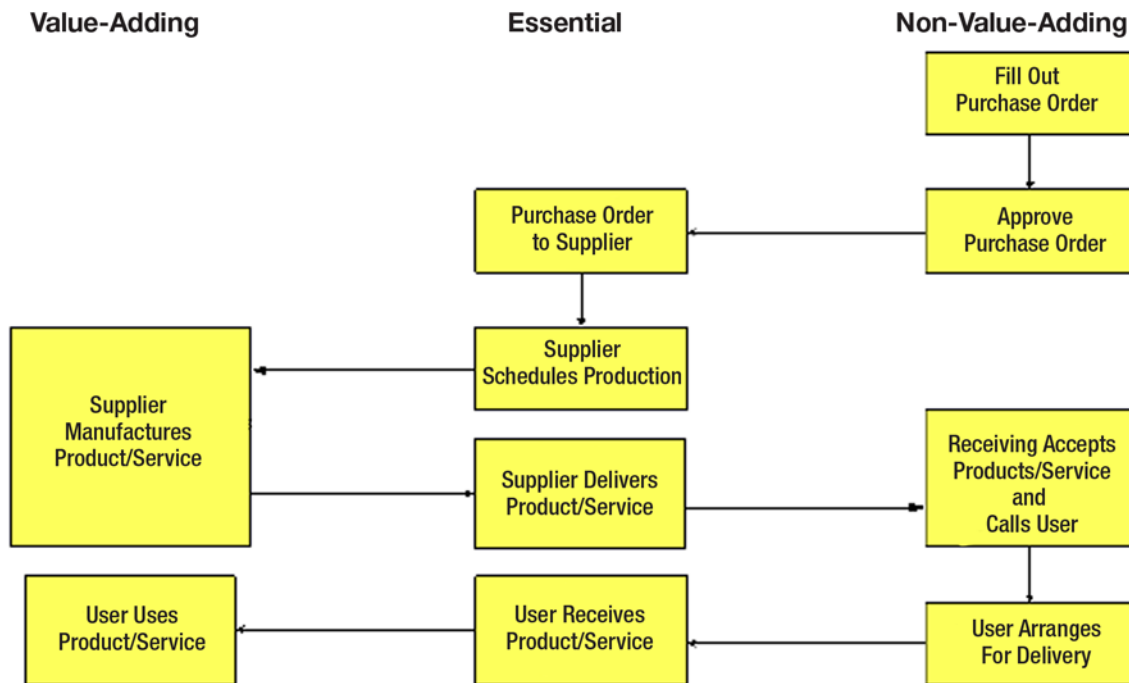 Value-Adding
Essential
Non-Value-Adding
Fill Out
Purchase Order
Purchase Order
to Supplier
Approve
Purchase Order
Supplier
Manufactures
Product/Service
Supplier
Schedules Production
Supplier Delivers
Product/Service
Receiving Accepts
Products/Service
and
Calls User
User Uses
Product/Service
User Receives
Product/Service
User Arranges
For Delivery